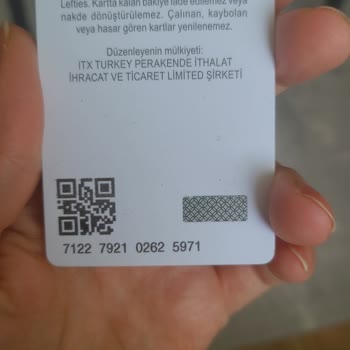 Lefties. Kartta kalan bakiye iade edilemez veya
nakde dönüştürülemez. Çalınan, kaybolan
veya hasar gören kartlar yenilenemez.
Düzenleyenin mülkiyeti:
ITX TURKEY PERAKENDE İTHALAT
İHRACAT VE TİCARET LİMİTED ŞİRKETİ
7122 7921 0262 5971